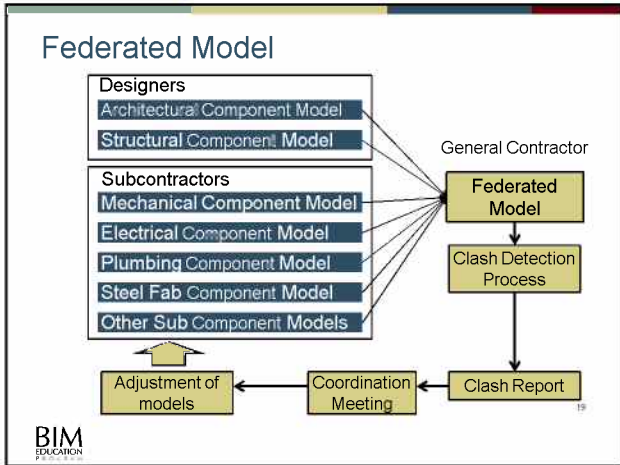 Federated Model
Designers
Architectural Component Model
Structural Component Model
Subcontractors
Mechanical Component Model
Electrical Component Model
Plumbing Component Model
Steel Fab Component Model
Other Sub Component Models
General Contractor
Federated
Model
Clash Detection
Process
Clash Report
Coordination
Meeting
Adjustment of
models
19
BIM
EDUCATION
PROGRAM